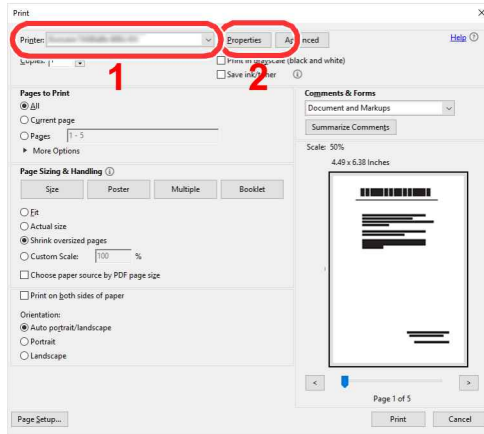 Print
Printer:
Properties
Advanced
Help
Copies:
Print in grayscale (black and white)
1
2
Save ink/toner
Pages to Print
All
Current page
Pages 1 - 5
More Options
Comments & Forms
Document and Markups
Summarize Comments
Scale: 50%
4.49 x 6.38 Inches
Page Sizing & Handling
Size Poster Multiple Booklet
Fit
Actual size
Shrink oversized pages
Custom Scale: 100 %
Choose paper source by PDF page size
Print on both sides of paper
Orientation:
Auto portrait/landscape
Portrait
Landscape
< >
Page 1 of 5
Page Setup...
Print Cancel